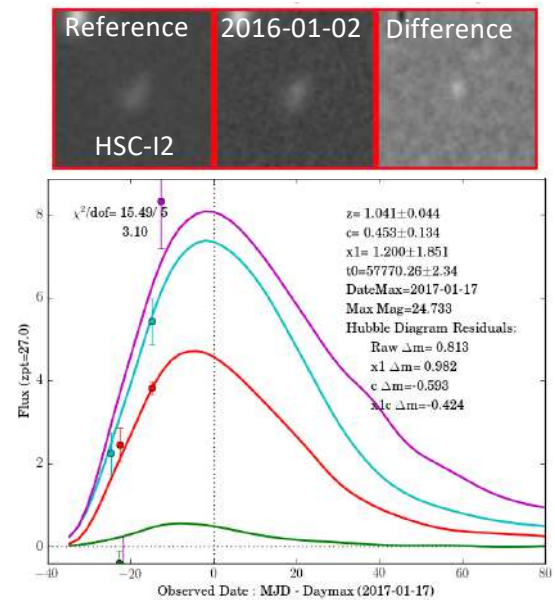 Reference 2016-01-02 Difference
HSC-I2
χ²/dof= 15.49/ 5
3.10
z= 1.041±0.044
c= 0.453±0.134
x1= 1.200±1.851
t0=57770.26±2.34
DateMax=2017-01-17
Max Mag=24.733
Hubble Diagram Residuals:
Raw Δm= 0.813
x1 Δm= 0.982
c Δm=-0.593
x1c Δm=-0.424
Flux (zpt=27.0)
8
6
4
2
0
−40 −20 0 20 40 60 80
Observed Date : MJD - Daymax (2017-01-17)